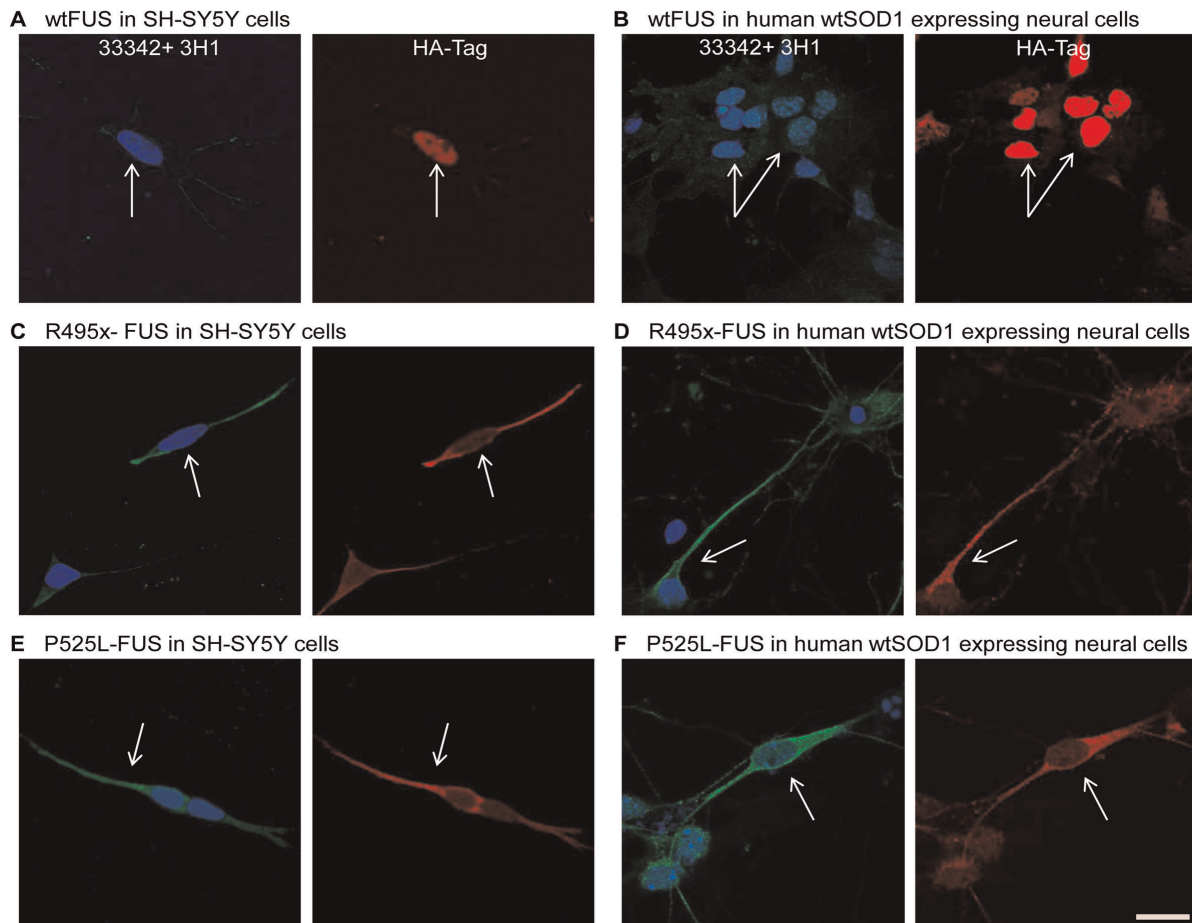 A wtFUS in SH-SY5Y cells
33342+ 3H1
HA-Tag
B wtFUS in human wtSOD1 expressing neural cells
33342+ 3H1
HA-Tag
C R495x- FUS in SH-SY5Y cells
D R495x-FUS in human wtSOD1 expressing neural cells
E P525L-FUS in SH-SY5Y cells
F P525L-FUS in human wtSOD1 expressing neural cells